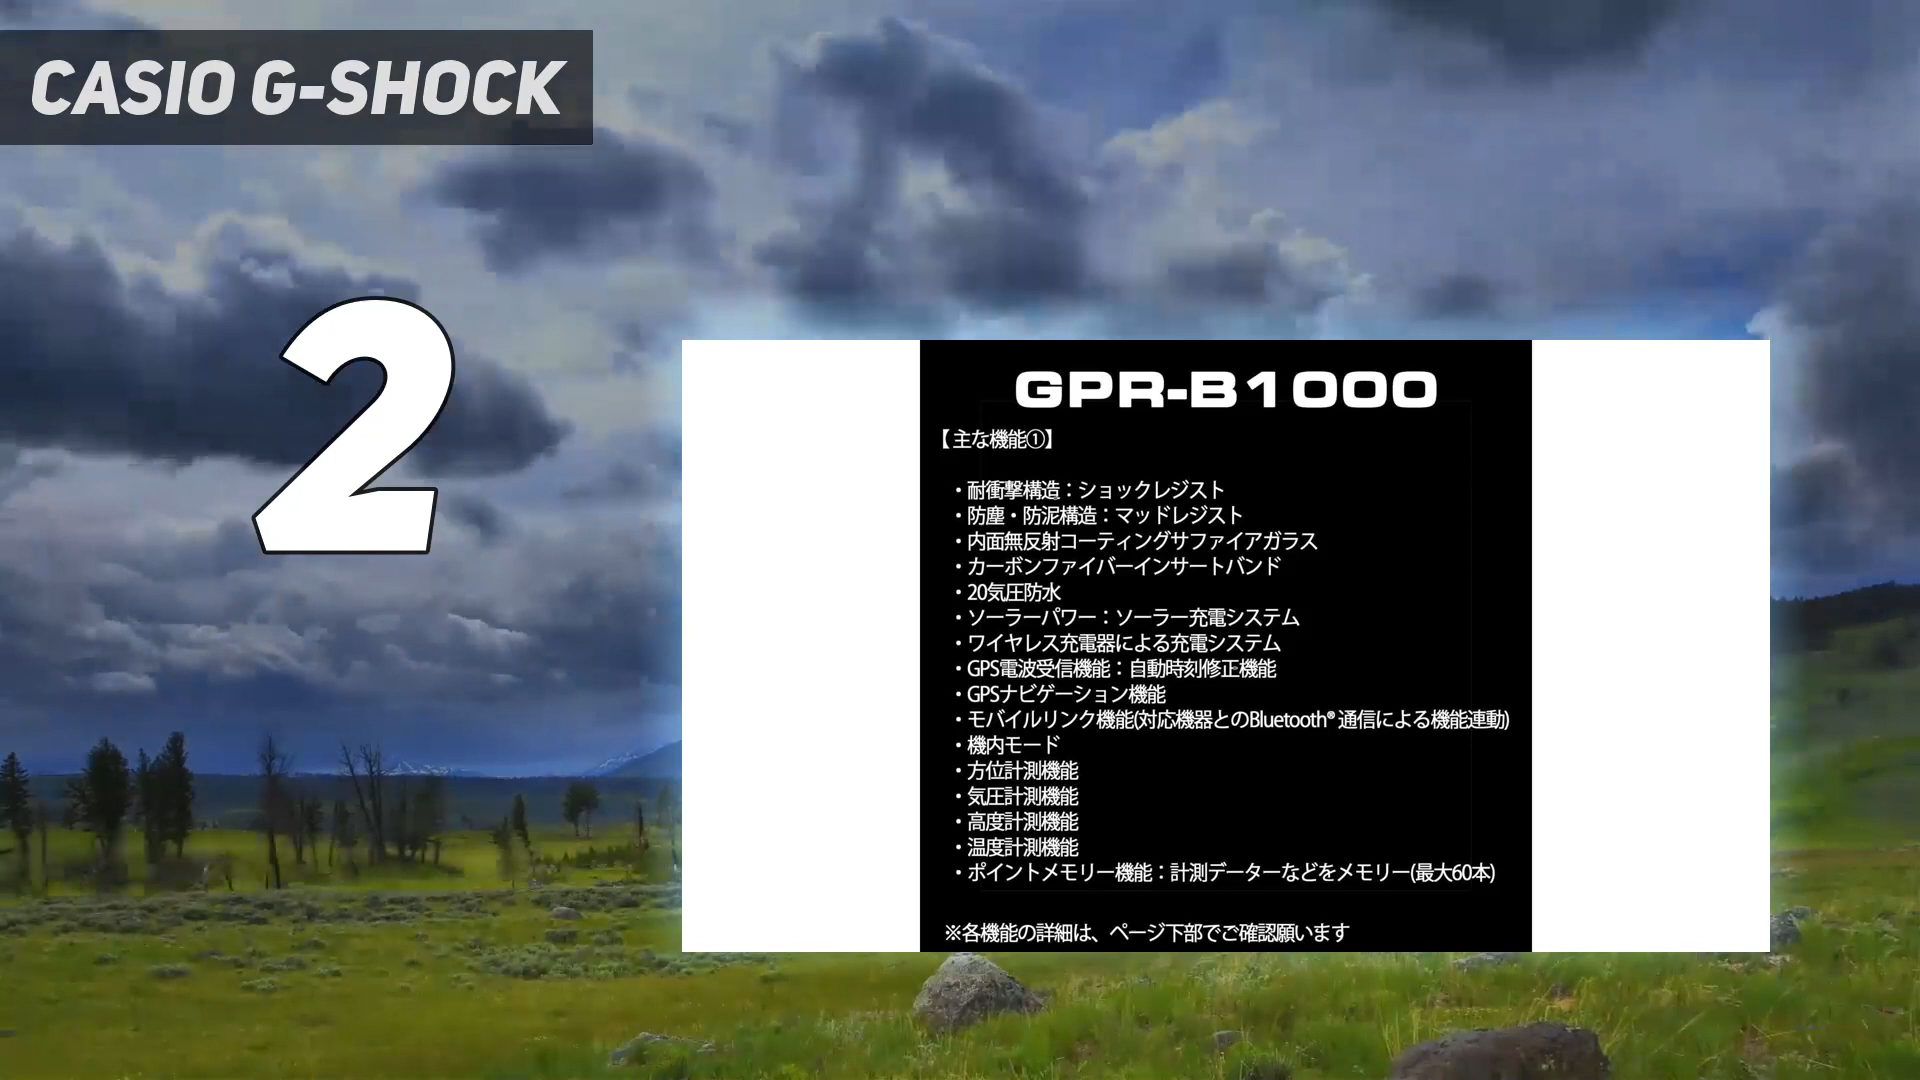 CASIO G-SHOCK
2
GPR-B1000
【主な機能①】
・耐衝撃構造：ショックレジスト
・防塵・防泥構造：マッドレジスト
・内面無反射コーティングサファイアガラス
・カーボンファイバーインサートバンド
・20気圧防水
・ソーラーパワー：ソーラー充電システム
・ワイヤレス充電器による充電システム
・GPS電波受信機能：自動時刻修正機能
・GPSナビゲーション機能
・モバイルリンク機能(対応機器とのBluetooth® 通信による機能連動)
・機内モード
・方位計測機能
・気圧計測機能
・高度計測機能
・温度計測機能
・ポイントメモリー機能：計測データーなどをメモリー(最大60本)
※各機能の詳細は、ページ下部でご確認願います